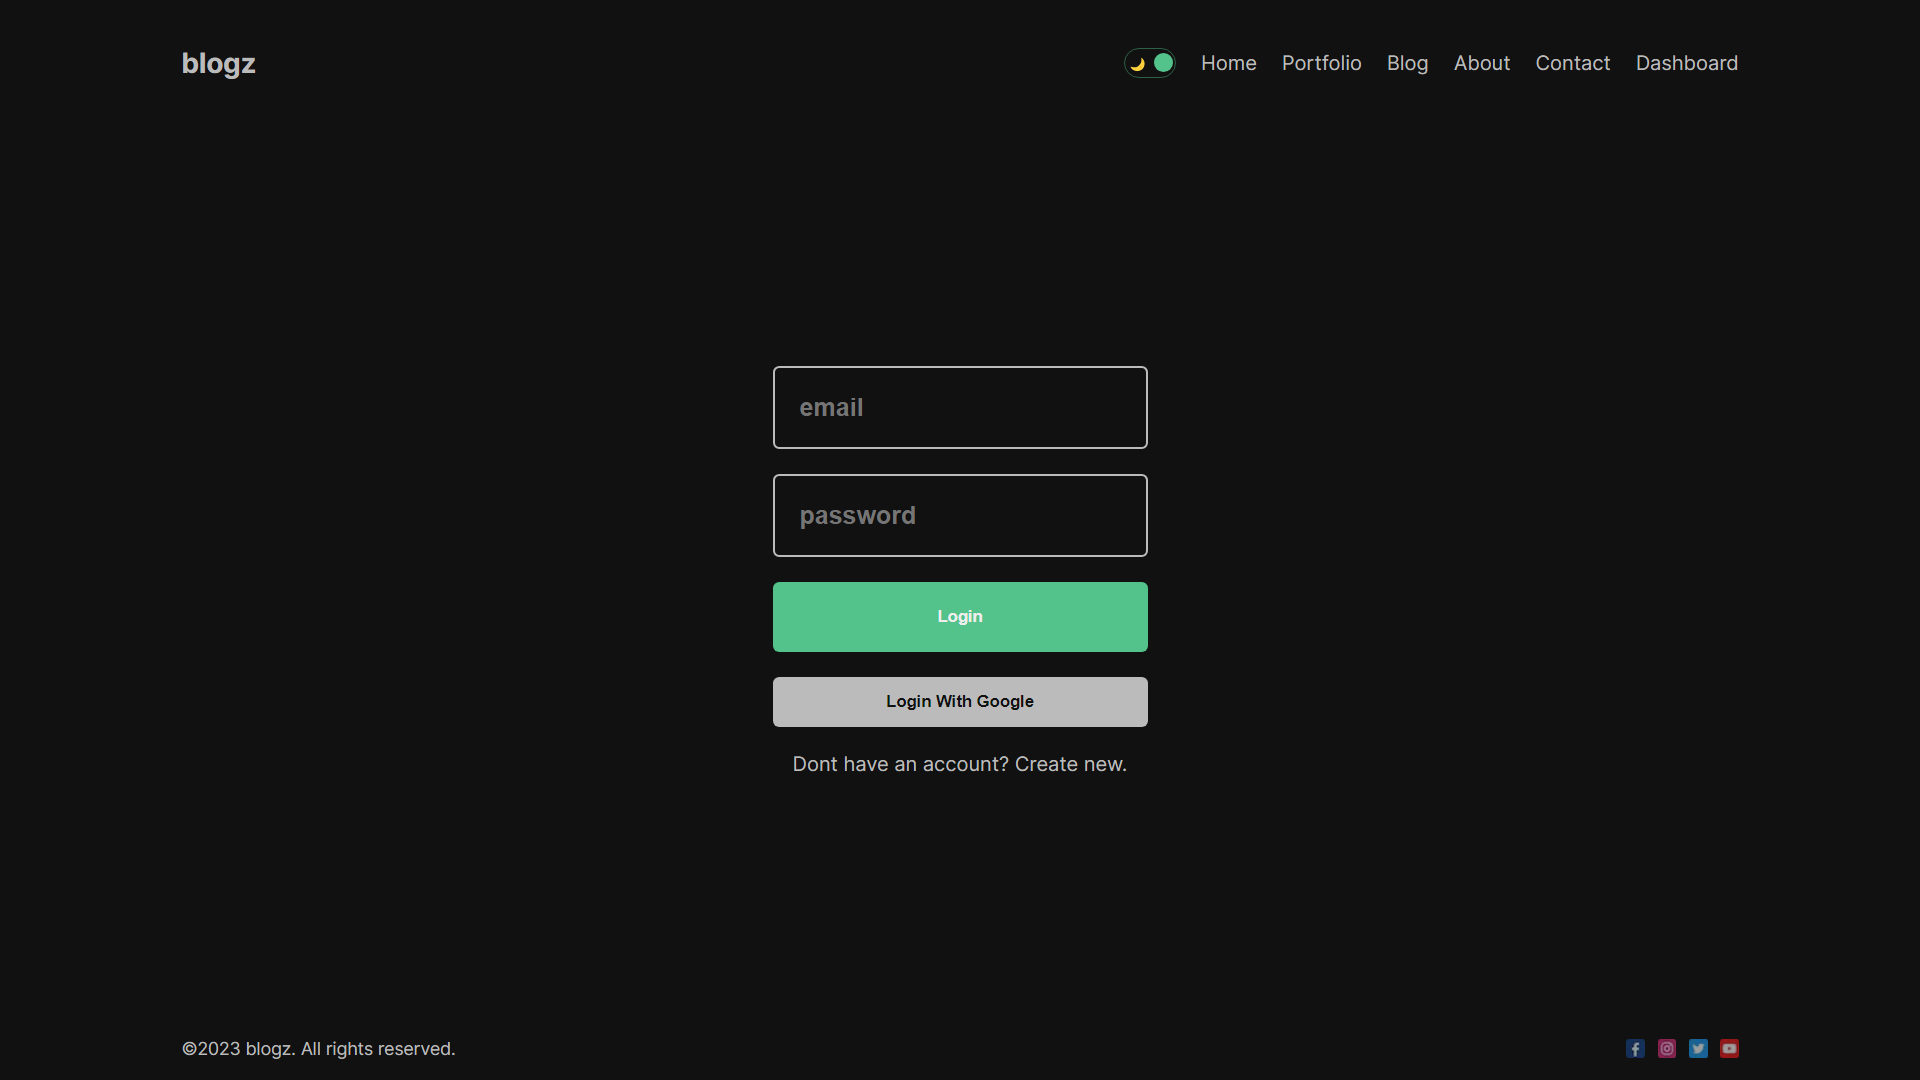 blogz
Home Portfolio Blog About Contact Dashboard
email
password
Login
Login With Google
Dont have an account? Create new.
©2023 blogz. All rights reserved.